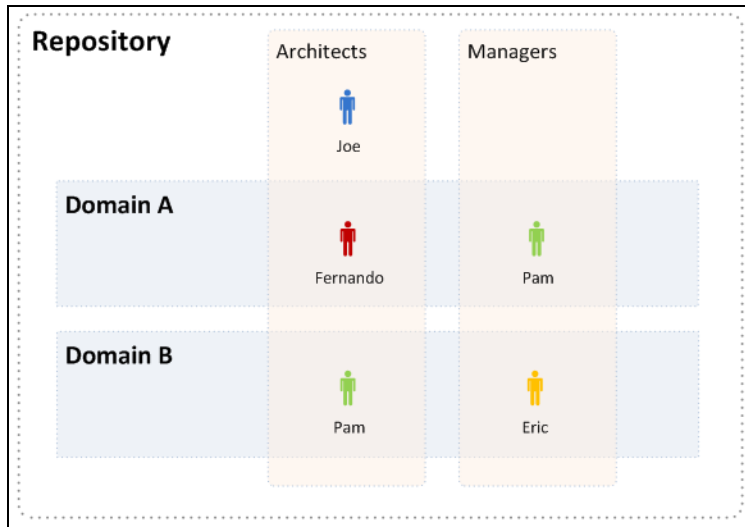 Repository
Architects
Managers
Joe
Domain A
Fernando
Pam
Domain B
Pam
Eric